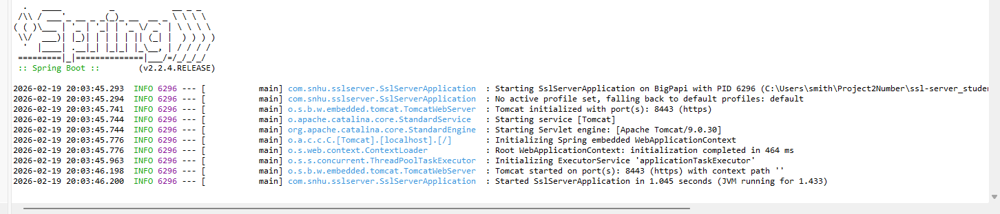 .   ____          _            __ _ _
 /\\ / ___'_ __ _ _(_)_ __  __ _ \ \ \ \
( ( )\___ | '_ | '_| | '_ \/ _` | \ \ \ \
 \\/  ___)| |_)| | | | | || (_| |  ) ) ) )
  '  |____| .__|_| |_|_| |_\__, | / / / /
 =========|_|==============|___/=/_/_/_/
 :: Spring Boot ::        (v2.2.4.RELEASE)
2026-02-19 20:03:45.293  INFO 6296 --- [           main] com.snhu.sslserver.SslServerApplication  : Starting SslServerApplication on BigPapi with PID 6296 (C:\Users\smith\Project2Number\ssl-server_stude
2026-02-19 20:03:45.294  INFO 6296 --- [           main] com.snhu.sslserver.SslServerApplication  : No active profile set, falling back to default profiles: default
2026-02-19 20:03:45.741  INFO 6296 --- [           main] o.s.b.w.embedded.tomcat.TomcatWebServer  : Tomcat initialized with port(s): 8443 (https)
2026-02-19 20:03:45.744  INFO 6296 --- [           main] o.apache.catalina.core.StandardService   : Starting service [Tomcat]
2026-02-19 20:03:45.744  INFO 6296 --- [           main] org.apache.catalina.core.StandardEngine  : Starting Servlet engine: [Apache Tomcat/9.0.30]
2026-02-19 20:03:45.776  INFO 6296 --- [           main] o.a.c.c.C.[Tomcat].[localhost].[/]       : Initializing Spring embedded WebApplicationContext
2026-02-19 20:03:45.776  INFO 6296 --- [           main] o.s.web.context.ContextLoader            : Root WebApplicationContext: initialization completed in 464 ms
2026-02-19 20:03:45.963  INFO 6296 --- [           main] o.s.s.concurrent.ThreadPoolTaskExecutor  : Initializing ExecutorService 'applicationTaskExecutor'
2026-02-19 20:03:46.198  INFO 6296 --- [           main] o.s.b.w.embedded.tomcat.TomcatWebServer  : Tomcat started on port(s): 8443 (https) with context path ''
2026-02-19 20:03:46.200  INFO 6296 --- [           main] com.snhu.sslserver.SslServerApplication  : Started SslServerApplication in 1.045 seconds (JVM running for 1.433)